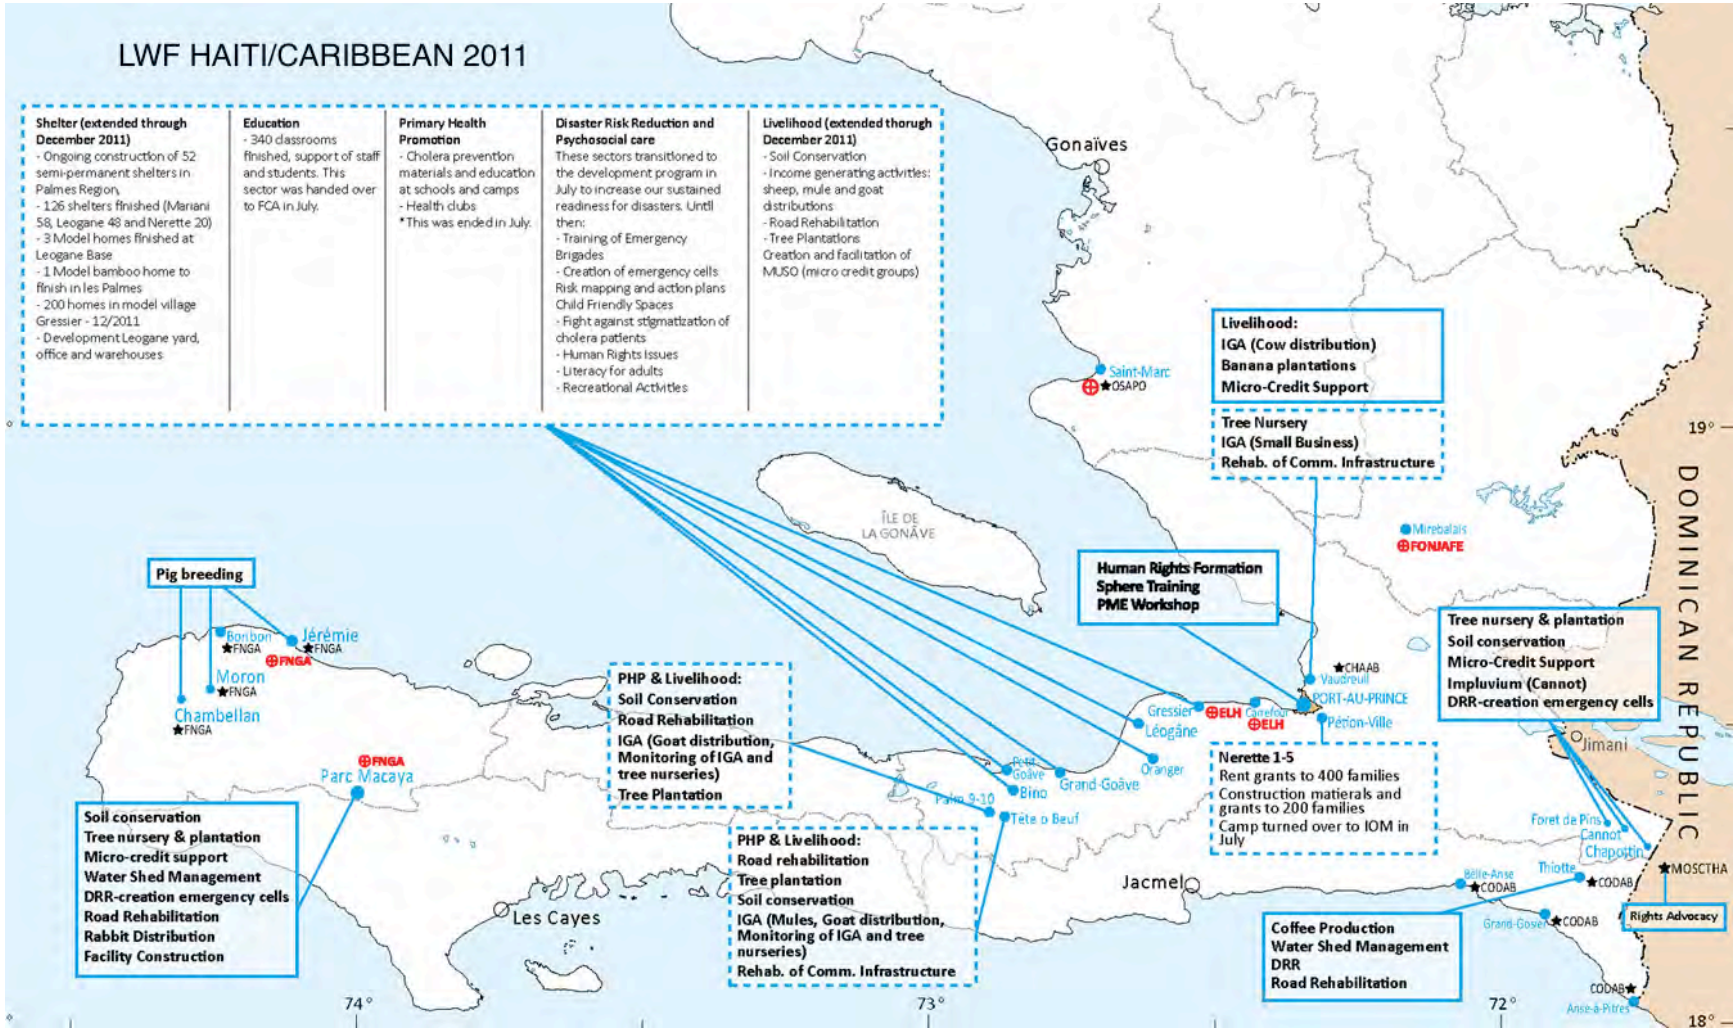 LWF HAITI/CARIBBEAN 2011
Shelter (extended through
December 2011)
- Ongoing construction of 52
semi-permanent shelters in
Palmes Region,
- 126 shelters finished (Mariani
58, Leogane 48 and Nerette 20)
- 3 Model homes finished at
Leogane Base
- 1 Model bamboo home to
finish in les Palmes
- 200 homes in model village
Gressier - 12/2011
- Development Leogane yard,
office and warehouses
Education
- 340 classrooms
finished, support of staff
and students. This
sector was handed over
to FCA in July.
Primary Health
Promotion
- Cholera prevention
materials and education
at schools and camps
- Health clubs
*This was ended in July.
Disaster Risk Reduction and
Psychosocial care
These sectors transitioned to
the development program in
July to increase our sustained
readiness for disasters. Until
then:
- Training of Emergency
Brigades
- Creation of emergency cells
Risk mapping and action plans
Child Friendly Spaces
- Fight against stigmatization of
cholera patients
- Human Rights Issues
- Literacy for adults
- Recreational Activities
Livelihood (extended thorugh
December 2011)
- Soil Conservation
- Income generating activities:
sheep, mule and goat
distributions
- Road Rehabilitation
- Tree Plantations
Creation and facilitation of
MUSO (micro credit groups)
Gonaïves
Saint-Marc
OSAPO
Livelihood:
IGA (Cow distribution)
Banana plantations
Micro-Credit Support
Tree Nursery
IGA (Small Business)
Rehab. of Comm. Infrastructure
19°
DOMINICAN REPUBLIC
ÎLE DE
LA GONÂVE
Mirebalais
FONJAFE
Human Rights Formation
Sphere Training
PME Workshop
Pig breeding
Bonbon
FNGA
Jérémie
FNGA
FNGA
Moron
FNGA
Chambellan
FNGA
FNGA
Parc Macaya
Soil conservation
Tree nursery & plantation
Micro-credit support
Water Shed Management
DRR-creation emergency cells
Road Rehabilitation
Rabbit Distribution
Facility Construction
PHP & Livelihood:
Soil Conservation
Road Rehabilitation
IGA (Goat distribution,
Monitoring of IGA and
tree nurseries)
Tree Plantation
PHP & Livelihood:
Road rehabilitation
Tree plantation
Soil conservation
IGA (Mules, Goat distribution,
Monitoring of IGA and tree
nurseries)
Rehab. of Comm. Infrastructure
Petit
Goâve
Bino
Palm 9-10
Tête o Beuf
Grand-Goâve
Oranger
Léogâne
Gressier
ELH
Carrefour
ELH
CHAAB
Vaudreuil
PORT-AU-PRINCE
Pétion-Ville
Nerette 1-5
Rent grants to 400 families
Construction matierals and
grants to 200 families
Camp turned over to IOM in
July
Tree nursery & plantation
Soil conservation
Micro-Credit Support
Impluvium (Cannot)
DRR-creation emergency cells
Jimani
Foret de Pins
Cannot
Chapottin
Thiotte
CODAB
MOSCTHA
Rights Advocacy
Belle-Anse
CODAB
Grand-Gosier
CODAB
CODAB
Anse-à-Pitres
Coffee Production
Water Shed Management
DRR
Road Rehabilitation
Jacmel
Les Cayes
74°
73°
72°
18°